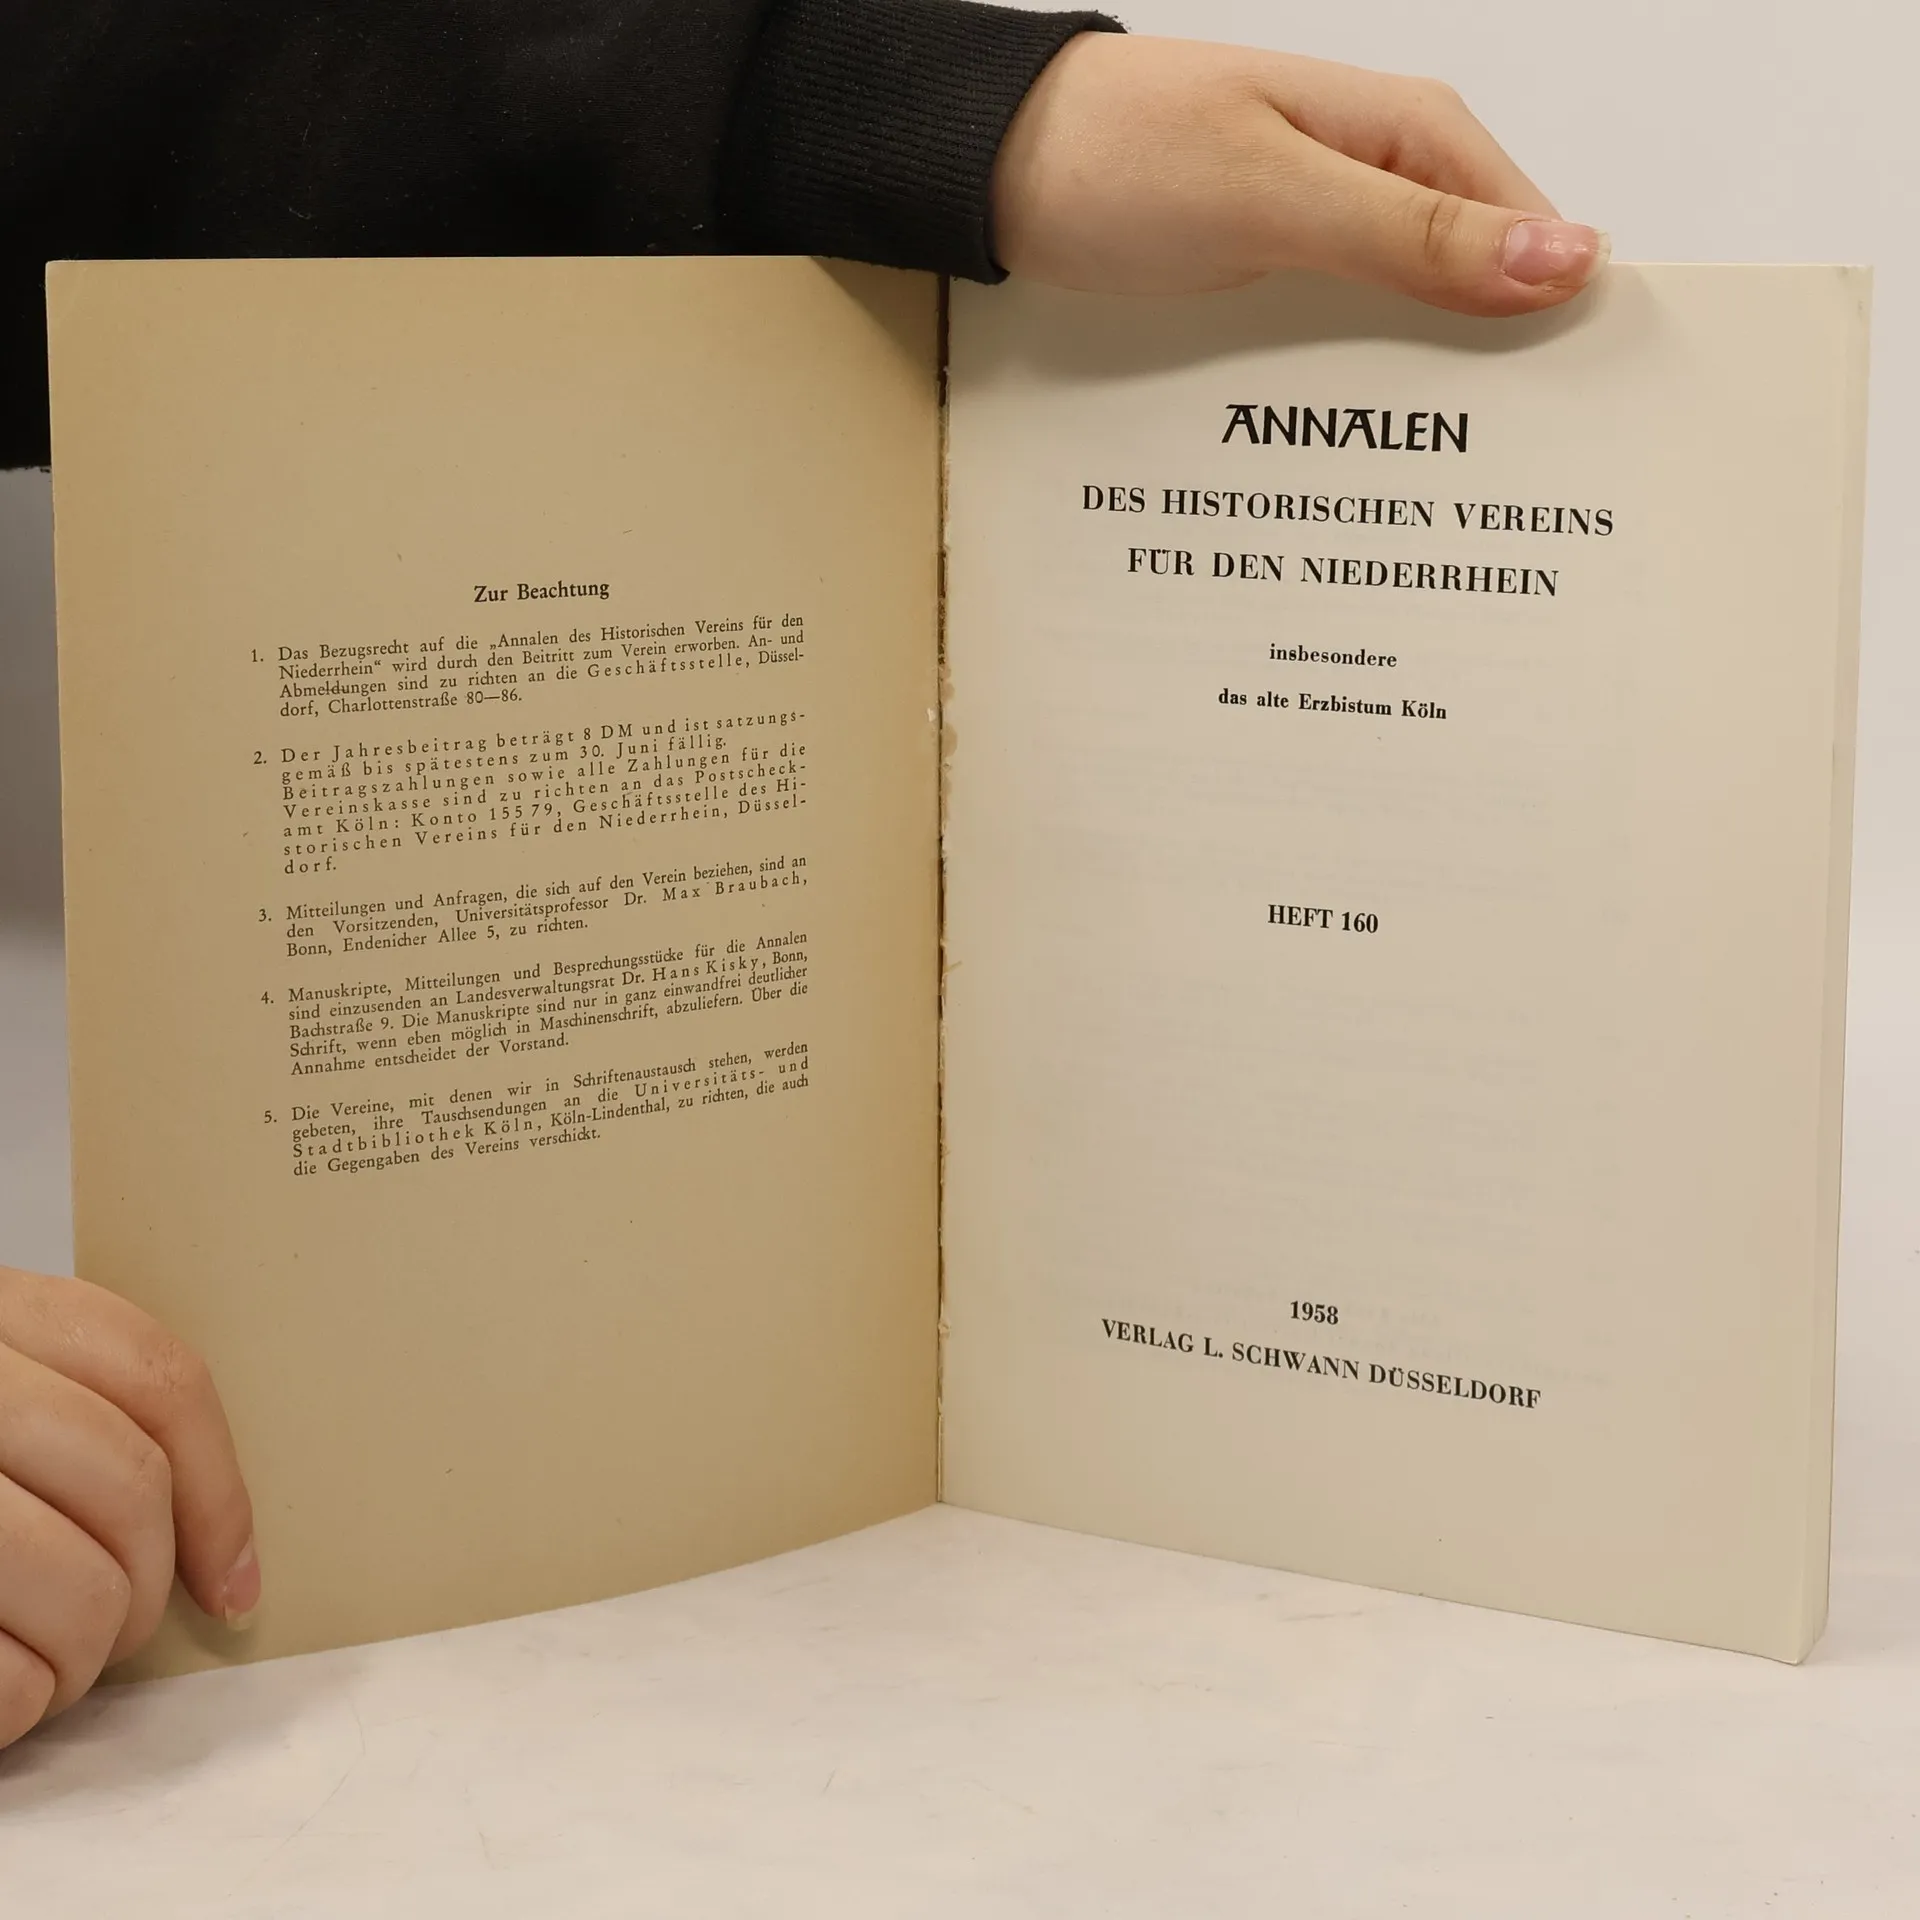 Zur Beachtung
1. Das Bezugsrecht auf die „Annalen des Historischen Vereins für den
Niederrhein“ wird durch den Beitritt zum Verein erworben. An- und
Abmeldungen sind zu richten an die Geschäftsstelle, Düssel-
dorf, Charlottenstraße 80—86.
2. Der Jahresbeitrag beträgt 8 DM und ist satzungs-
gemäß bis spätestens zum 30. Juni fällig.
Beitragszahlungen sowie alle Zahlungen für die
Vereinskasse sind zu richten an das Postscheck-
amt Köln: Konto 15579, Geschäftsstelle des Hi-
storischen Vereins für den Niederrhein, Düssel-
dorf.
3. Mitteilungen und Anfragen, die sich auf den Verein beziehen, sind an
den Vorsitzenden, Universitätsprofessor Dr. Max Braubach,
Bonn, Endenicher Allee 5, zu richten.
4. Manuskripte, Mitteilungen und Besprechungsstücke für die Annalen
sind einzusenden an Landesverwaltungsrat Dr. Hans Kisky, Bonn,
Bachstraße 9. Die Manuskripte sind nur in ganz einwandfrei deutlicher
Schrift, wenn eben möglich in Maschinenschrift, abzuliefern. Über die
Annahme entscheidet der Vorstand.
5. Die Vereine, mit denen wir in Schriftenaustausch stehen, werden
gebeten, ihre Tauschsendungen an die Universitäts- und
Stadtbibliothek Köln, Köln-Lindenthal, zu richten, die auch
die Gegengaben des Vereins verschickt.
ANNALEN
DES HISTORISCHEN VEREINS
FÜR DEN NIEDERRHEIN
insbesondere
das alte Erzbistum Köln
HEFT 160
1958
VERLAG L. SCHWANN DÜSSELDORF